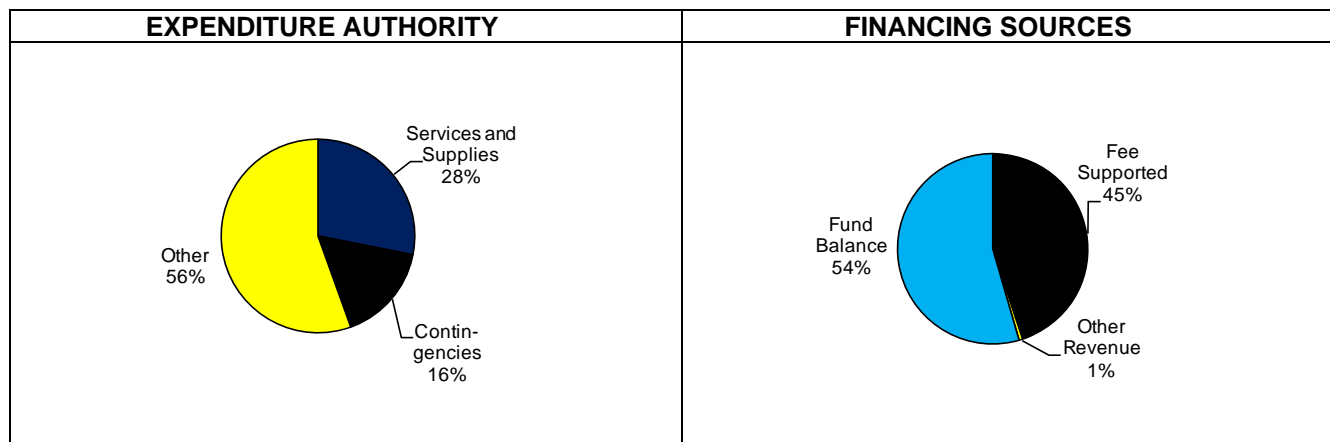 EXPENDITURE AUTHORITY
FINANCING SOURCES
Services and
Supplies
28%
Contin-
gencies
16%
Other
56%
Fee
Supported
45%
Other
Revenue
1%
Fund
Balance
54%